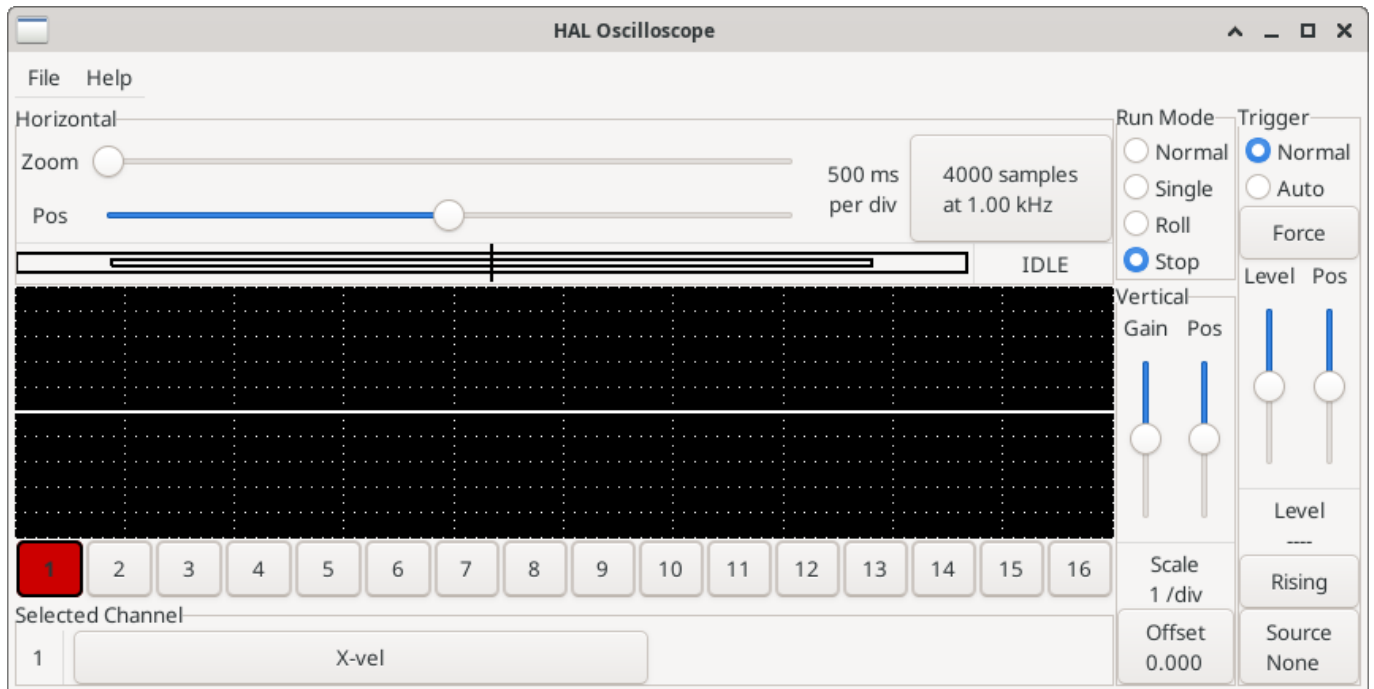 HAL Oscilloscope
File Help
Horizontal
Zoom
Pos
500 ms
per div
4000 samples
at 1.00 kHz
IDLE
Run Mode
Normal
Single
Roll
Stop
Trigger
Normal
Auto
Force
Level Pos
Level
----
Rising
Source
None
Vertical
Gain Pos
Scale
1 /div
Offset
0.000
1 2 3 4 5 6 7 8 9 10 11 12 13 14 15 16
Selected Channel
1 X-vel